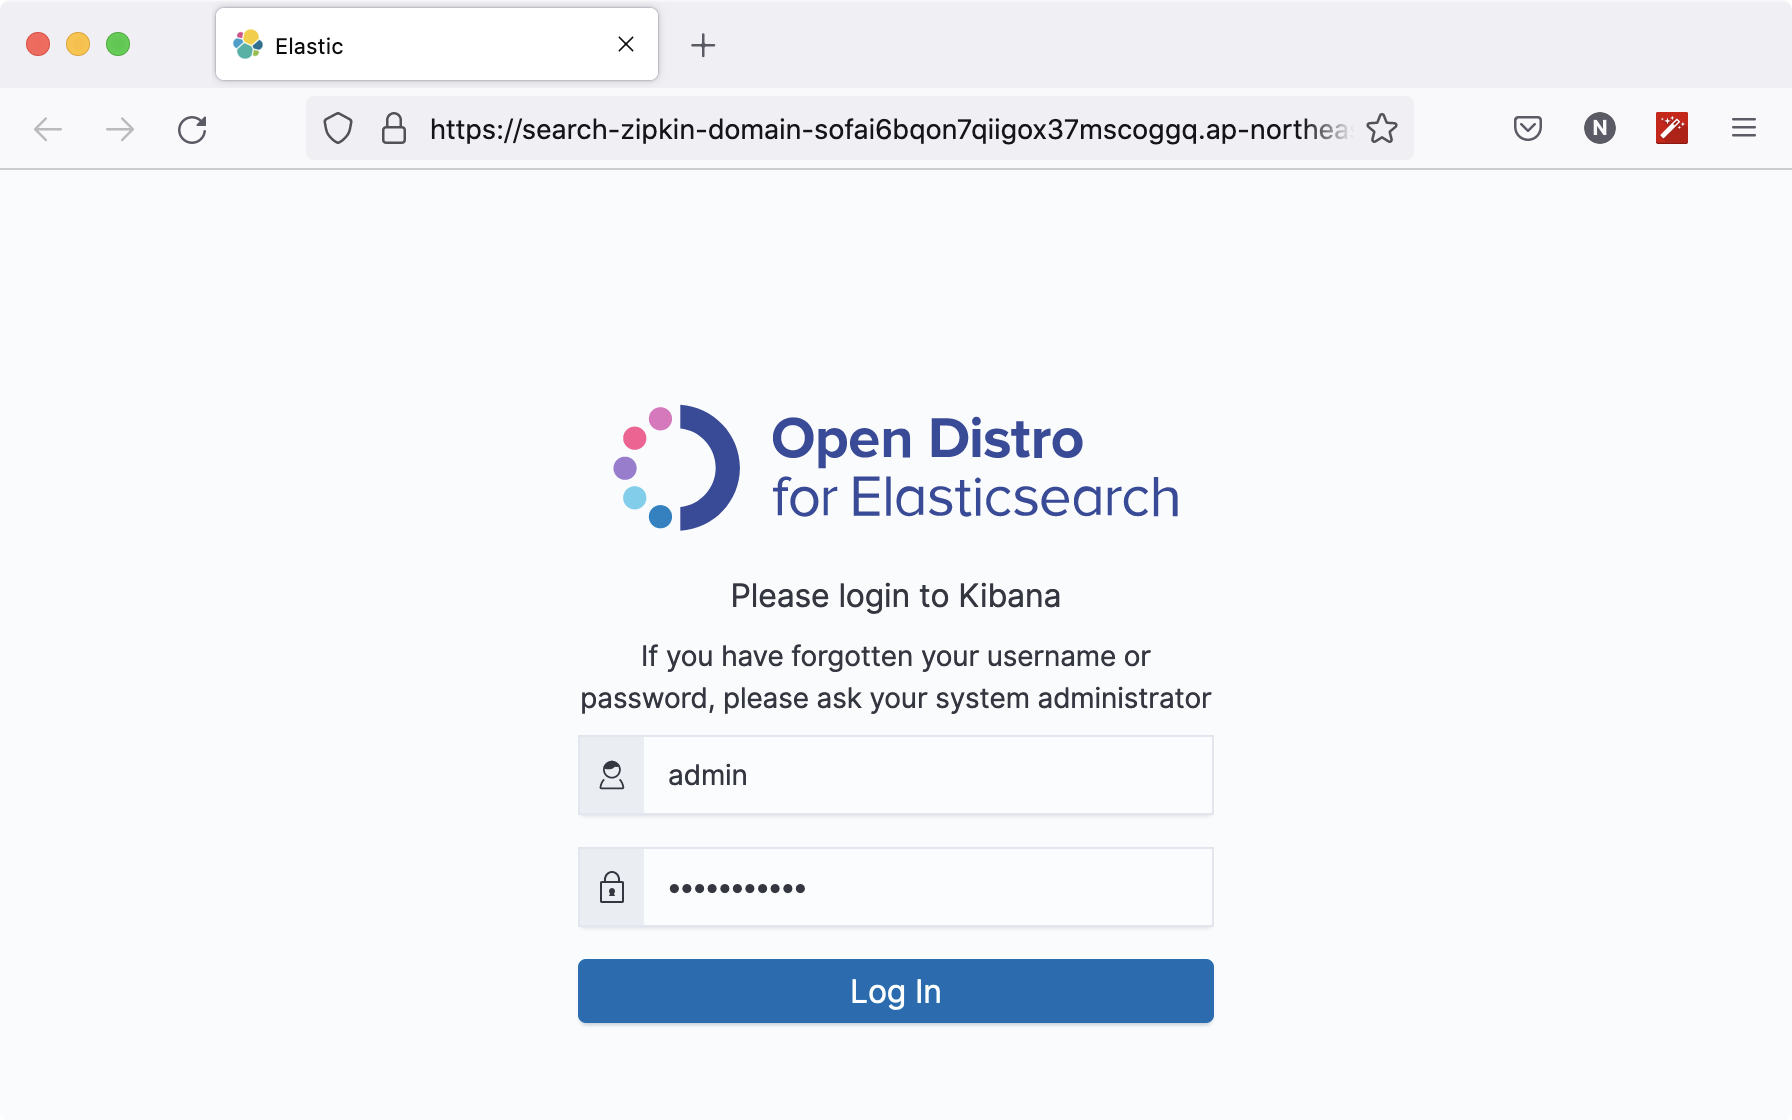 Elastic
https://search-zipkin-domain-sofai6bqon7qiigox37mscoggq.ap-northeas
N
Open Distro
for Elasticsearch
Please login to Kibana
If you have forgotten your username or
password, please ask your system administrator
admin
•••••••••••
Log In